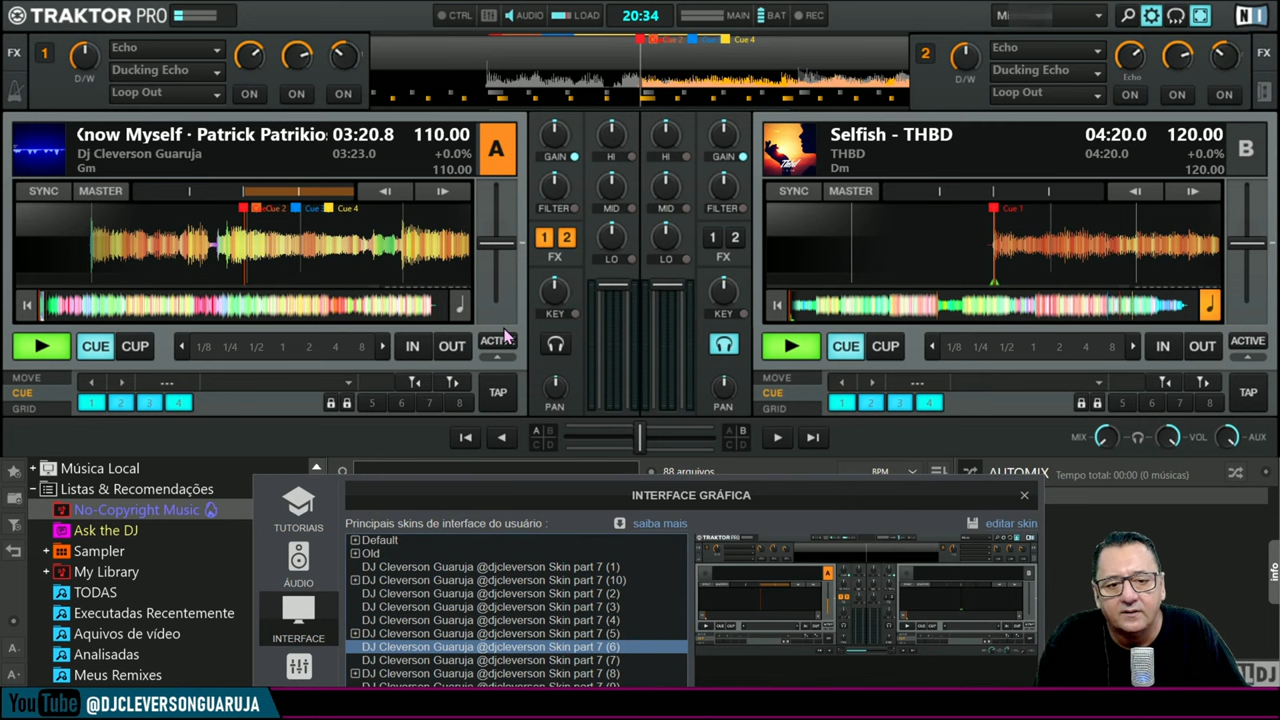 TRAKTOR PRO
CTRL AUDIO LOAD 20:34 MAIN BAT REC Mi
FX 1 D/W Echo Ducking Echo Loop Out ON ON ON
Cue 2 Cue Cue 4
2 D/W Echo Ducking Echo Loop Out Echo ON ON ON FX
Know Myself · Patrick Patrikios 03:20.8 110.00 A
Dj Cleverson Guaruja 03:23.0 +0.0%
Gm 110.00
SYNC MASTER
Cue 2 Cue Cue 4
CUE CUP 1/8 1/4 1/2 1 2 4 8 IN OUT ACTIVE
MOVE
CUE
GRID
---
1 2 3 4 5 6 7 8 TAP
GAIN HI HI GAIN
FILTER MID MID FILTER
1 2 FX LO LO 1 2 FX
KEY KEY
PAN PAN
Selfish - THBD 04:20.0 120.00 B
THBD 04:20.0 +0.0%
Dm 120.00
SYNC MASTER
Cue 1
CUE CUP 1/8 1/4 1/2 1 2 4 8 IN OUT ACTIVE
MOVE
CUE
GRID
---
1 2 3 4 5 6 7 8 TAP
A B C D A B C D MIX VOL AUX
Música Local
Listas & Recomendações
No-Copyright Music
Ask the DJ
Sampler
My Library
TODAS
Executadas Recentemente
Aquivos de vídeo
Analisadas
Meus Remixes
88 arquivos BPM
AUTOMIX Tempo total: 00:00 (0 músicas)
info
INTERFACE GRÁFICA
TUTORIAIS
ÁUDIO
INTERFACE
Principais skins de interface do usuário : saiba mais editar skin
Default
Old
DJ Cleverson Guaruja @djcleverson Skin part 7 (1)
DJ Cleverson Guaruja @djcleverson Skin part 7 (10)
DJ Cleverson Guaruja @djcleverson Skin part 7 (2)
DJ Cleverson Guaruja @djcleverson Skin part 7 (3)
DJ Cleverson Guaruja @djcleverson Skin part 7 (4)
DJ Cleverson Guaruja @djcleverson Skin part 7 (5)
DJ Cleverson Guaruja @djcleverson Skin part 7 (6)
DJ Cleverson Guaruja @djcleverson Skin part 7 (7)
DJ Cleverson Guaruja @djcleverson Skin part 7 (8)
TRAKTOR PRO
YouTube @DJCLEVERSONGUARUJA